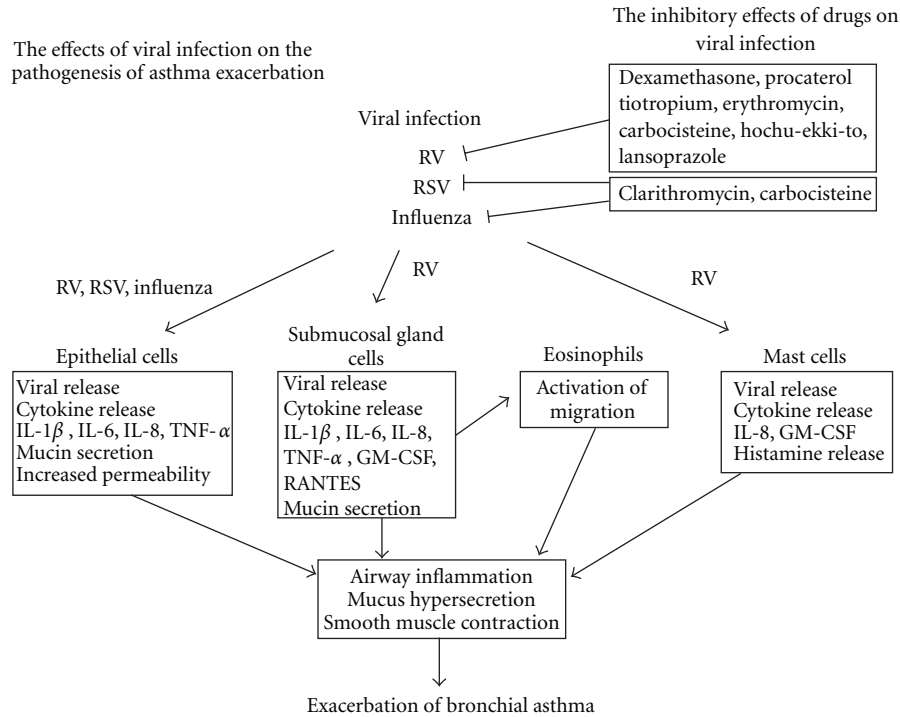 The effects of viral infection on the
pathogenesis of asthma exacerbation
The inhibitory effects of drugs on
viral infection
Dexamethasone, procaterol
tiotropium, erythromycin,
carbocisteine, hochu-ekki-to,
lansoprazole
Viral infection
RV
RSV
Influenza
Clarithromycin, carbocisteine
RV, RSV, influenza
RV
RV
Epithelial cells
Viral release
Cytokine release
IL-1β , IL-6, IL-8, TNF-α
Mucin secretion
Increased permeability
Submucosal gland
cells
Viral release
Cytokine release
IL-1β , IL-6, IL-8,
TNF-α , GM-CSF,
RANTES
Mucin secretion
Eosinophils
Activation of
migration
Mast cells
Viral release
Cytokine release
IL-8, GM-CSF
Histamine release
Airway inflammation
Mucus hypersecretion
Smooth muscle contraction
Exacerbation of bronchial asthma